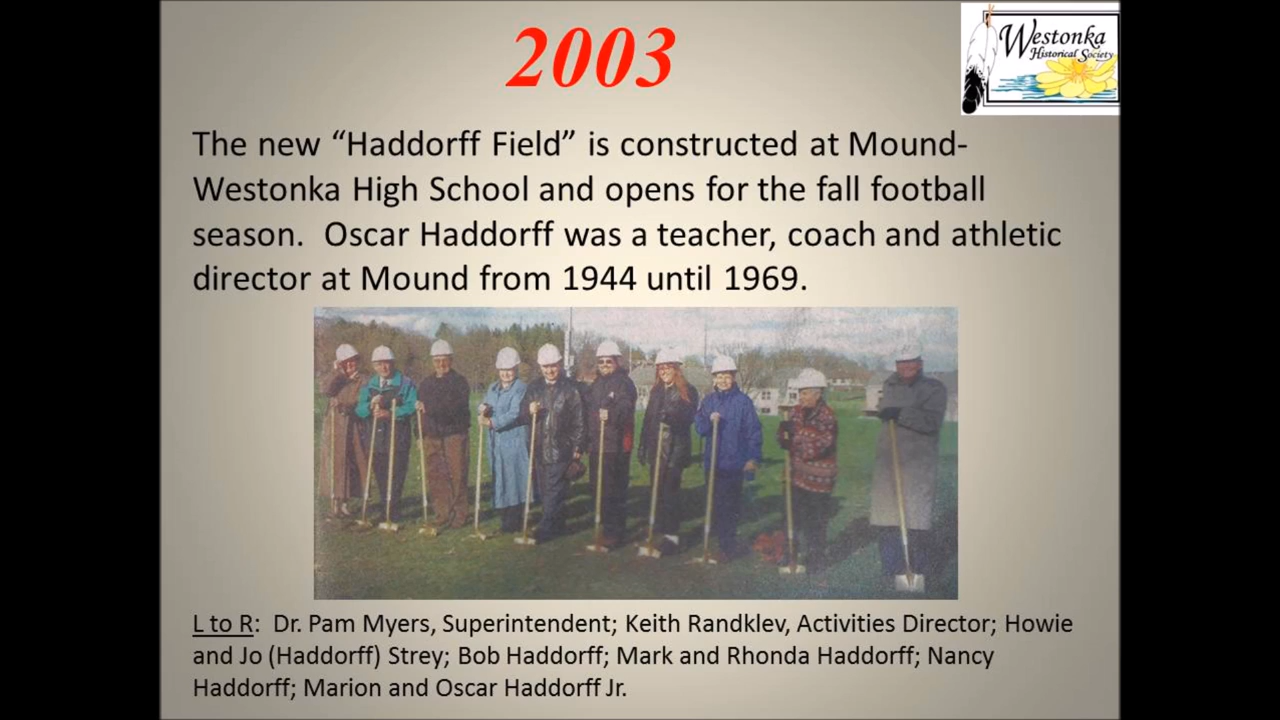 2003
Westonka
Historical Society
The new “Haddorff Field” is constructed at Mound-
Westonka High School and opens for the fall football
season.  Oscar Haddorff was a teacher, coach and athletic
director at Mound from 1944 until 1969.
L to R:  Dr. Pam Myers, Superintendent; Keith Randklev, Activities Director; Howie
and Jo (Haddorff) Strey; Bob Haddorff; Mark and Rhonda Haddorff; Nancy
Haddorff; Marion and Oscar Haddorff Jr.